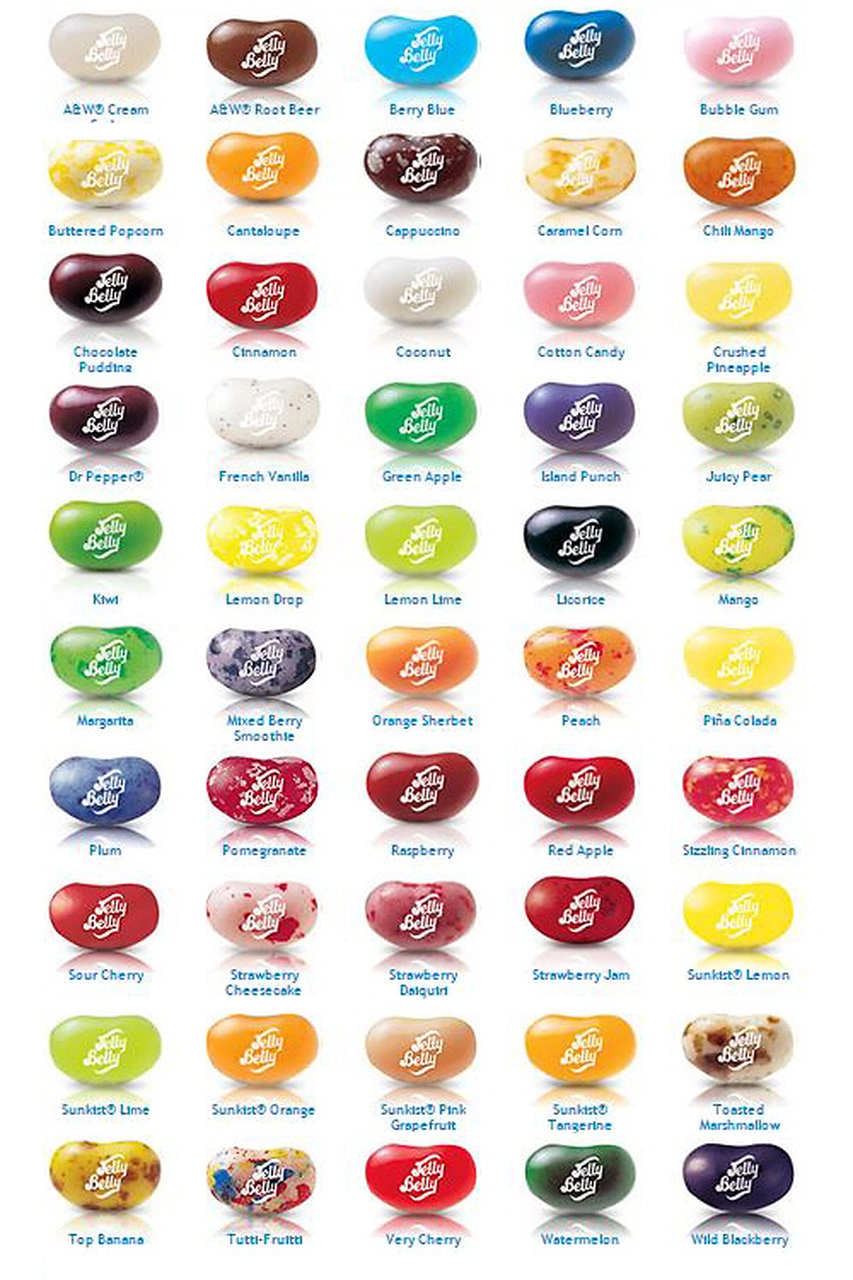 Jelly Belly Jelly Belly Jelly Belly Jelly Belly Jelly Belly
A&W® Cream A&W® Root Beer Berry Blue Blueberry Bubble Gum
Jelly Belly Jelly Belly Jelly Belly Jelly Belly Jelly Belly
Buttered Popcorn Cantaloupe Cappuccino Caramel Corn Chili Mango
Jelly Belly Jelly Belly Jelly Belly Jelly Belly Jelly Belly
Chocolate Cinnamon Coconut Cotton Candy Crushed
Pudding Pineapple
Jelly Belly Jelly Belly Jelly Belly Jelly Belly Jelly Belly
Dr Pepper® French Vanilla Green Apple Island Punch Juicy Pear
Jelly Belly Jelly Belly Jelly Belly Jelly Belly Jelly Belly
Kiwi Lemon Drop Lemon Lime Licorice Mango
Jelly Belly Jelly Belly Jelly Belly Jelly Belly Jelly Belly
Margarita Mixed Berry Orange Sherbet Peach Piña Colada
Smoothie
Jelly Belly Jelly Belly Jelly Belly Jelly Belly Jelly Belly
Plum Pomegranate Raspberry Red Apple Sizzling Cinnamon
Jelly Belly Jelly Belly Jelly Belly Jelly Belly Jelly Belly
Sour Cherry Strawberry Strawberry Strawberry Jam Sunkist® Lemon
Cheesecake Daiquiri
Jelly Belly Jelly Belly Jelly Belly Jelly Belly Jelly Belly
Sunkist® Lime Sunkist® Orange Sunkist® Pink Sunkist® Toasted
Grapefruit Tangerine Marshmallow
Jelly Belly Jelly Belly Jelly Belly Jelly Belly Jelly Belly
Top Banana Tutti-Fruitti Very Cherry Watermelon Wild Blackberry